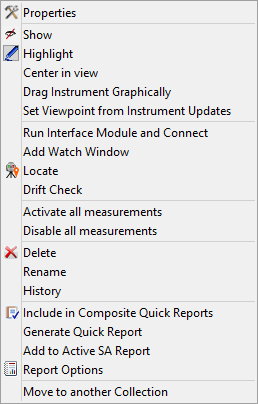 Properties
Show
Highlight
Center in view
Drag Instrument Graphically
Set Viewpoint from Instrument Updates
Run Interface Module and Connect
Add Watch Window
Locate
Drift Check
Activate all measurements
Disable all measurements
Delete
Rename
History
Include in Composite Quick Reports
Generate Quick Report
Add to Active SA Report
Report Options
Move to another Collection